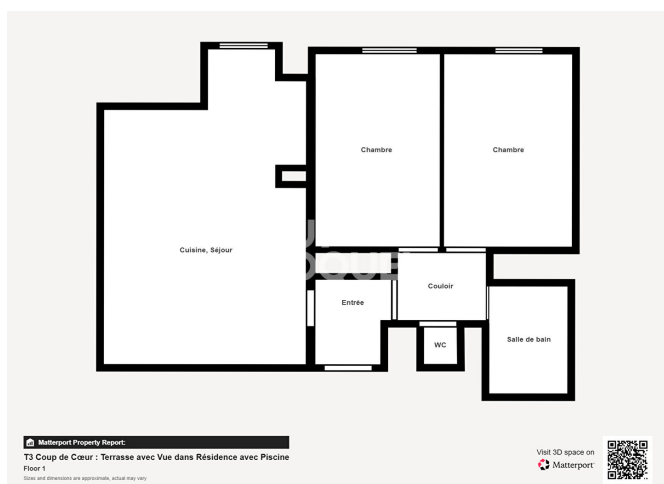 Chambre
Chambre
Cuisine, Séjour
Couloir
Entrée
WC
Salle de bain
Matterport Property Report:
T3 Coup de Cœur : Terrasse avec Vue dans Résidence avec Piscine
Floor 1
Sizes and dimensions are approximate, actual may vary.
Visit 3D space on
Matterport